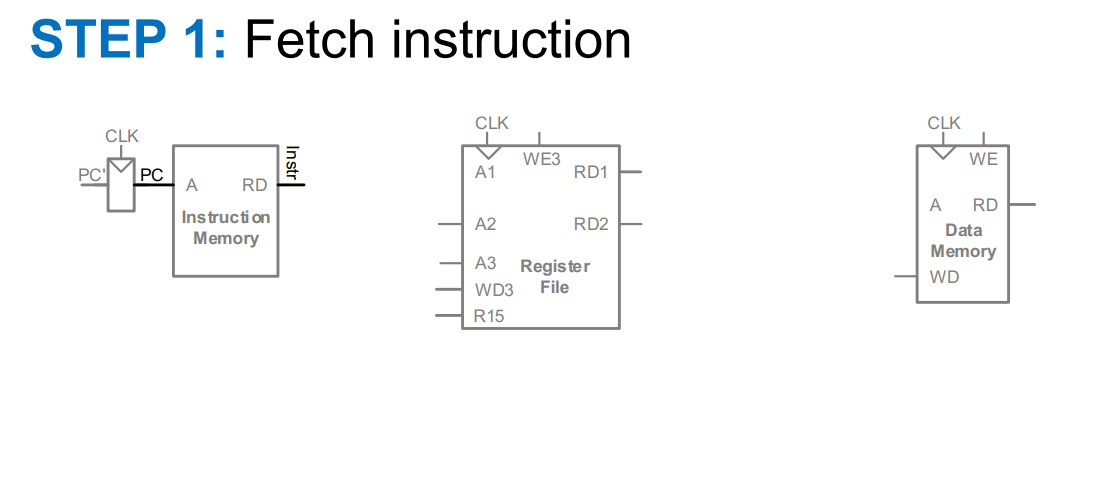 STEP 1: Fetch instruction
CLK
PC'
PC
A
RD
Instr
Instruction
Memory
CLK
WE3
A1
RD1
A2
RD2
A3
WD3
R15
Register
File
CLK
WE
A
RD
Data
Memory
WD